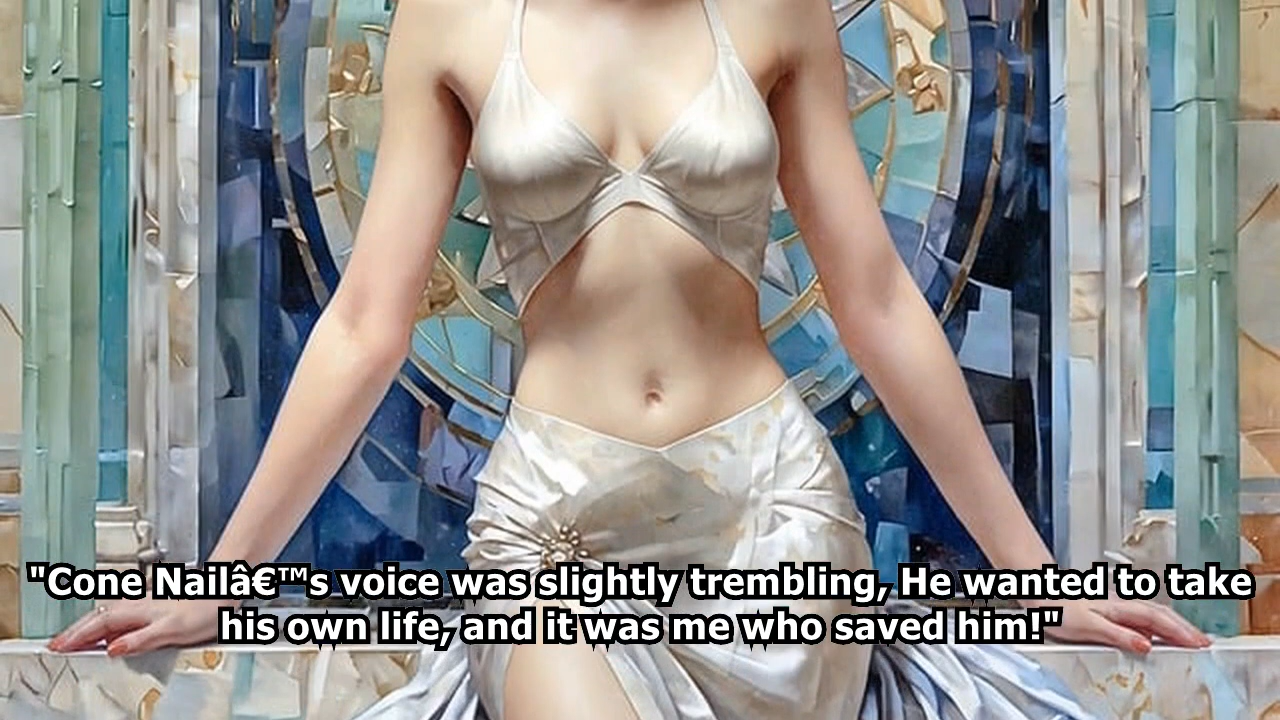 "Cone Nailâ€™s voice was slightly trembling, He wanted to take
his own life, and it was me who saved him!"